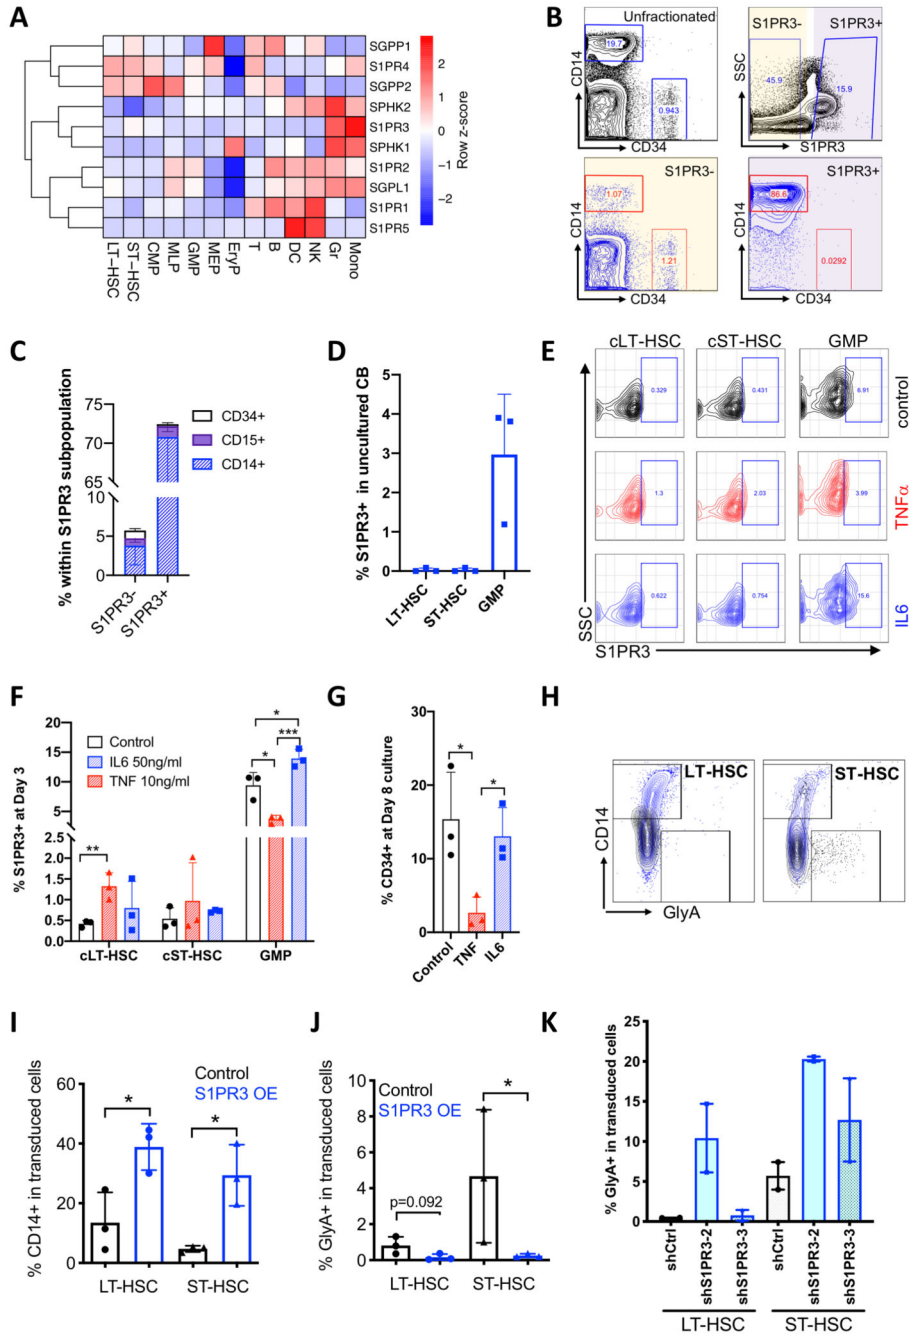 A
SGPP1
S1PR4
SGPP2
SPHK2
S1PR3
SPHK1
S1PR2
SGPL1
S1PR1
S1PR5
LT-HSC
ST-HSC
CMP
MLP
GMP
MEP
EryP
T
B
DC
NK
Gr
Mono
2
1
0
-1
-2
Row z-score
B
Unfractionated
19.7
0.943
CD14
CD34
S1PR3- S1PR3+
45.9
15.9
SSC
S1PR3
S1PR3-
1.07
1.21
CD14
CD34
S1PR3+
86.6
0.0292
CD14
CD34
C
% within S1PR3 subpopulation
75
70
65
10
5
0
CD34+
CD15+
CD14+
S1PR3-
S1PR3+
D
% S1PR3+ in uncultured CB
5
4
3
2
1
0
LT-HSC
ST-HSC
GMP
E
cLT-HSC cST-HSC GMP
0.329 0.431 6.91
control
1.3 2.03 3.99
TNFα
0.622 0.754 15.6
IL6
SSC
S1PR3
F
% S1PR3+ at Day 3
20
15
10
5
2.5
2.0
1.5
1.0
0.5
0.0
Control
IL6 50ng/ml
TNF 10ng/ml
**
*
*
***
cLT-HSC cST-HSC GMP
G
% CD34+ at Day 8 culture
30
20
10
0
*
*
Control
TNF
IL6
H
LT-HSC ST-HSC
CD14
GlyA
I
% CD14+ in transduced cells
60
40
20
0
Control
S1PR3 OE
*
*
LT-HSC ST-HSC
J
% GlyA+ in transduced cells
10
8
6
4
2
0
Control
S1PR3 OE
p=0.092
*
LT-HSC ST-HSC
K
% GlyA+ in transduced cells
25
20
15
10
5
0
shCtrl
shS1PR3-2
shS1PR3-3
shCtrl
shS1PR3-2
shS1PR3-3
LT-HSC ST-HSC